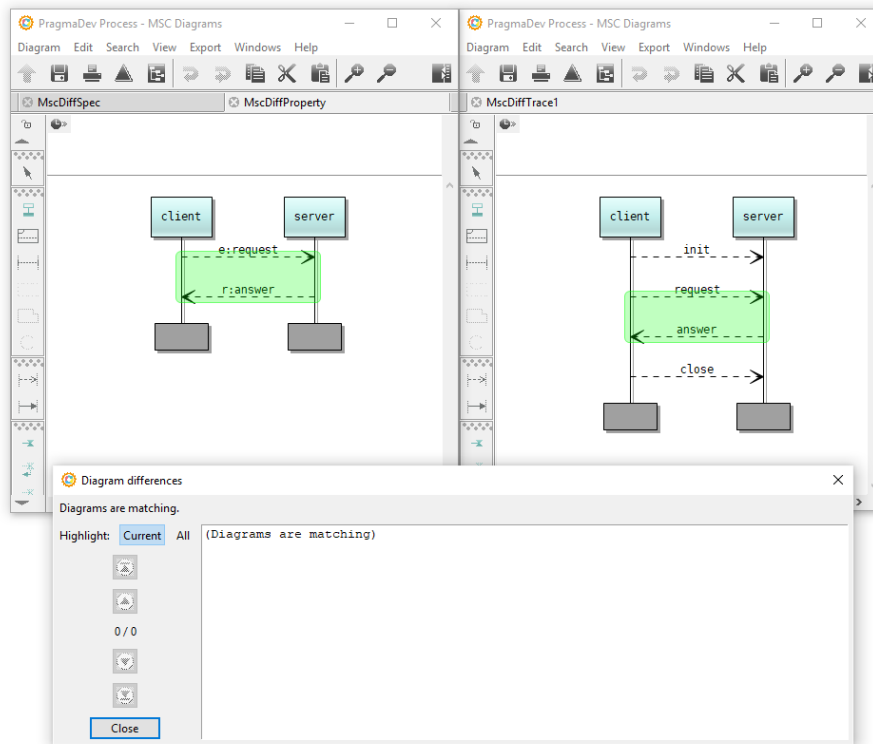 PragmaDev Process - MSC Diagrams
Diagram Edit Search View Export Windows Help
MscDiffSpec
MscDiffProperty
client
server
e:request
r:answer
PragmaDev Process - MSC Diagrams
Diagram Edit Search View Export Windows Help
MscDiffTrace1
client
server
init
request
answer
close
Diagram differences
Diagrams are matching.
Highlight: Current All
(Diagrams are matching)
0 / 0
Close